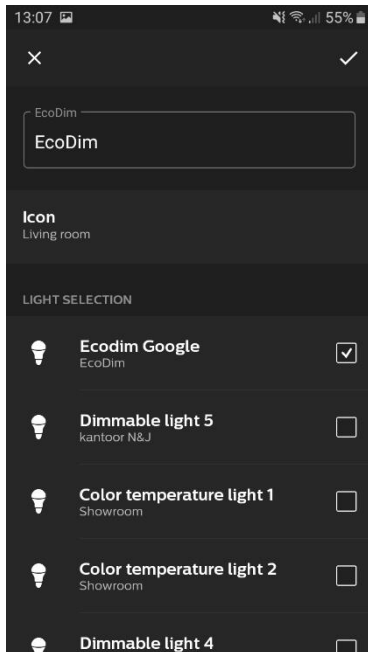 13:07 55%
EcoDim
EcoDim
Icon
Living room
LIGHT SELECTION
Ecodim Google
EcoDim
Dimmable light 5
kantoor N&J
Color temperature light 1
Showroom
Color temperature light 2
Showroom
Dimmable light 4